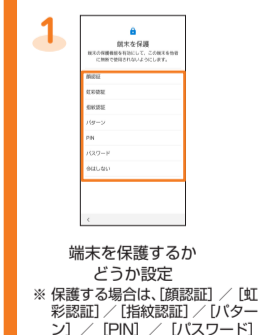 1
端末を保護
端末の保護機能を有効にして、この端末を他者
に無断で使用されないようにします。
顔認証
虹彩認証
指紋認証
パターン
PIN
パスワード
今はしない
<
端末を保護するか
どうか設定
※ 保護する場合は、［顔認証］／［虹
彩認証］／［指紋認証］／［パター
ン］／［PIN］／［パスワード］